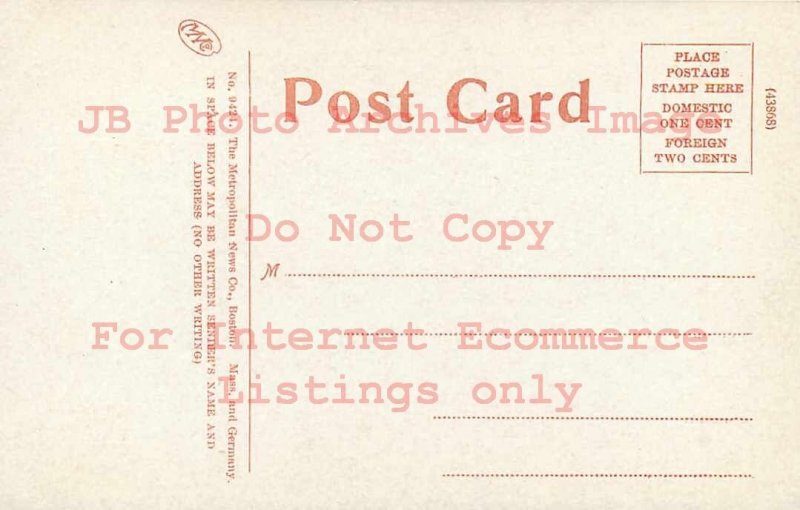 No. 9421. The Metropolitan News Co., Boston, Mass. and Germany.
IN SPACE BELOW MAY BE WRITTEN SENDER'S NAME AND
ADDRESS (NO OTHER WRITING)
Post Card
PLACE
POSTAGE
STAMP HERE
DOMESTIC
ONE CENT
FOREIGN
TWO CENTS
(43868)
M
JB Photo Archives Image
Do Not Copy
For Internet Ecommerce
Listings only